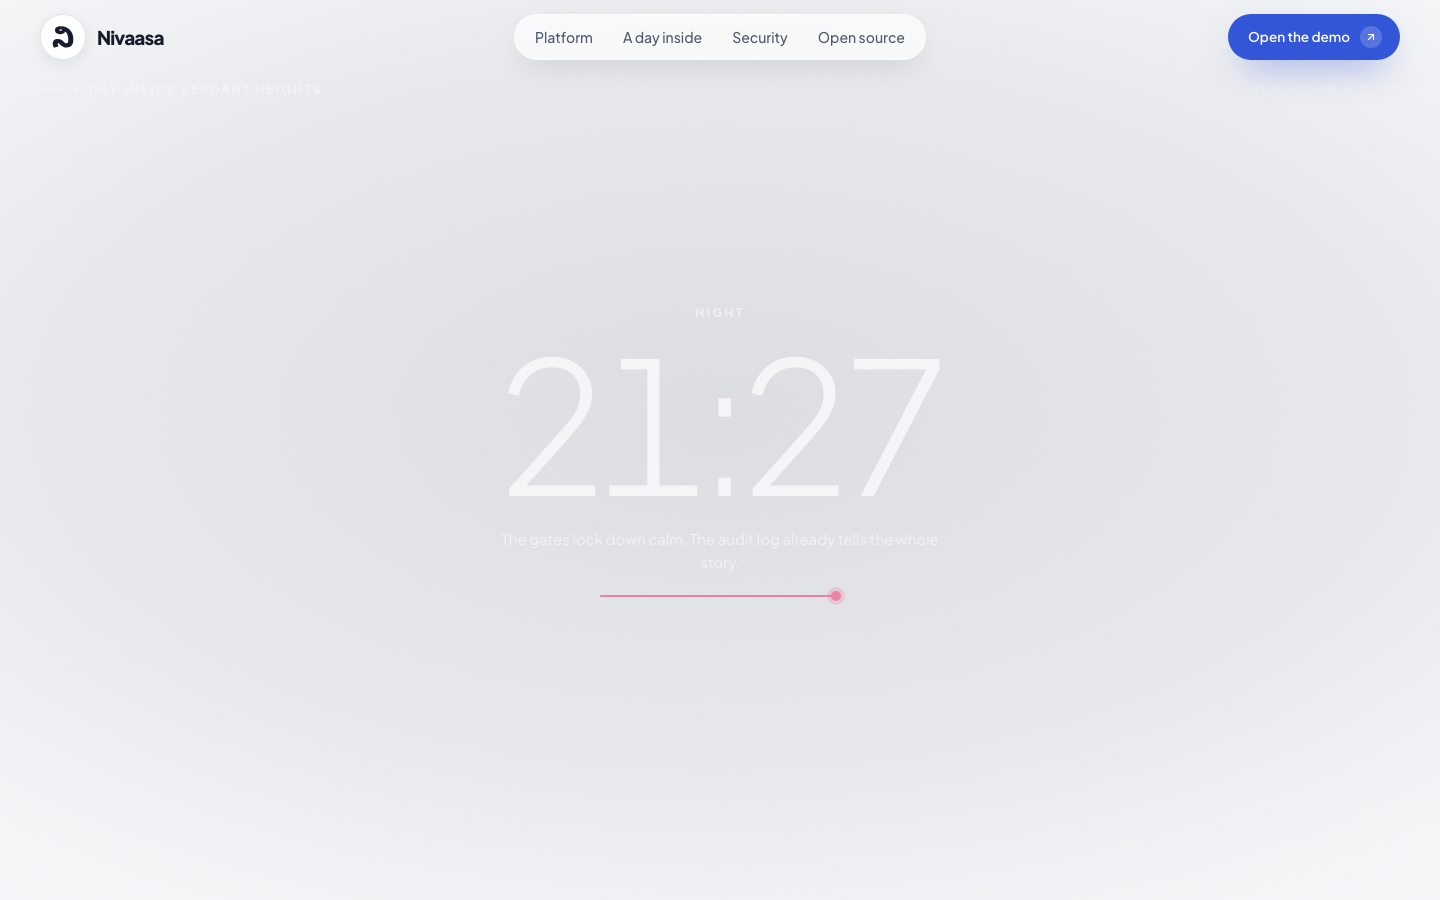 Nivaasa
Platform
A day inside
Security
Open source
Open the demo
A DAY INSIDE VERDANT HEIGHTS
NIGHT
21:27
The gates lock down calm. The audit log already tells the whole
story.